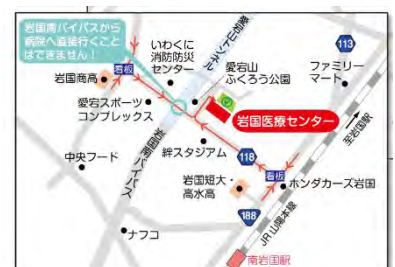 岩国南バイパスから
病院へ直接行くこと
はできません！
看板
岩国商高
いわくに
消防防災
センター
愛宕山トンネル
愛宕山
ふくろう公園
113
ファミリー
マート
愛宕スポーツ
コンプレックス
岩国医療センター
至岩国駅
岩国南バイパス
絆スタジアム
118
中央フード
看板
岩国短大・
高水高
ホンダカーズ岩国
188
JR山陽本線
ナフコ
南岩国駅